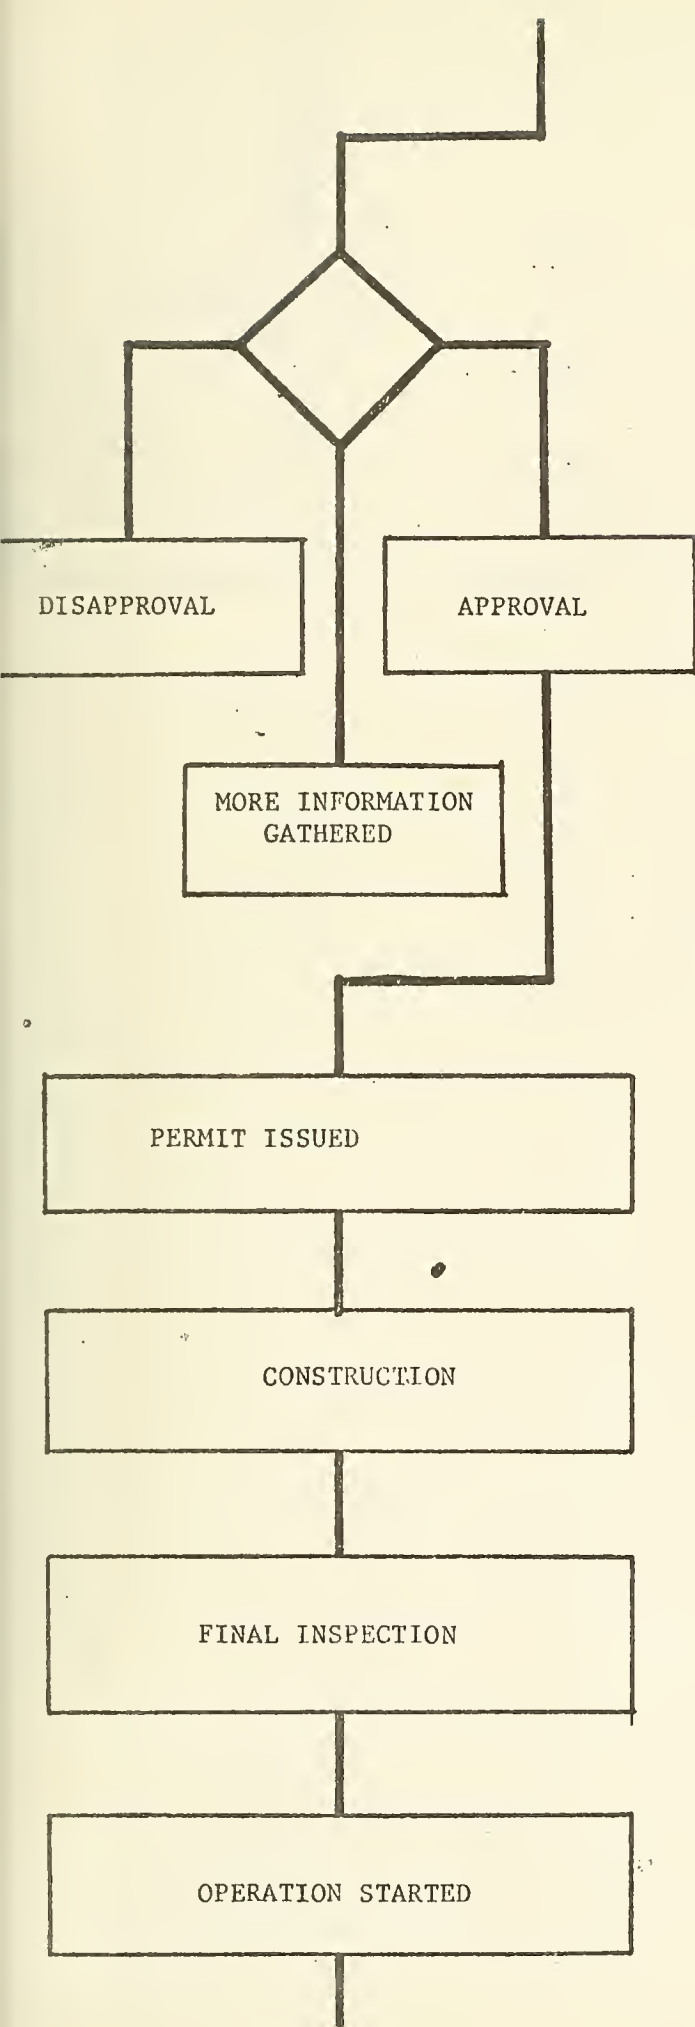 DISAPPROVAL
APPROVAL
MORE INFORMATION
GATHERED
PERMIT ISSUED
CONSTRUCTION
FINAL INSPECTION
OPERATION STARTED